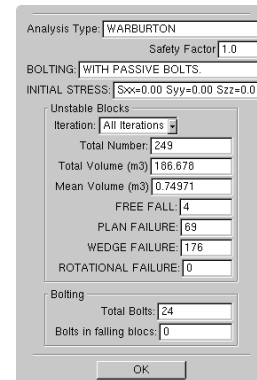 Analysis Type: WARBURTON
Safety Factor 1.0
BOLTING: WITH PASSIVE BOLTS.
INITIAL STRESS: Sxx=0.00 Syy=0.00 Szz=0.0
Unstable Blocks
Iteration: All Iterations
Total Number: 249
Total Volume (m3) 186.678
Mean Volume (m3) 0.74971
FREE FALL: 4
PLAN FAILURE: 69
WEDGE FAILURE: 176
ROTATIONAL FAILURE: 0
Bolting
Total Bolts: 24
Bolts in falling blocs: 0
OK